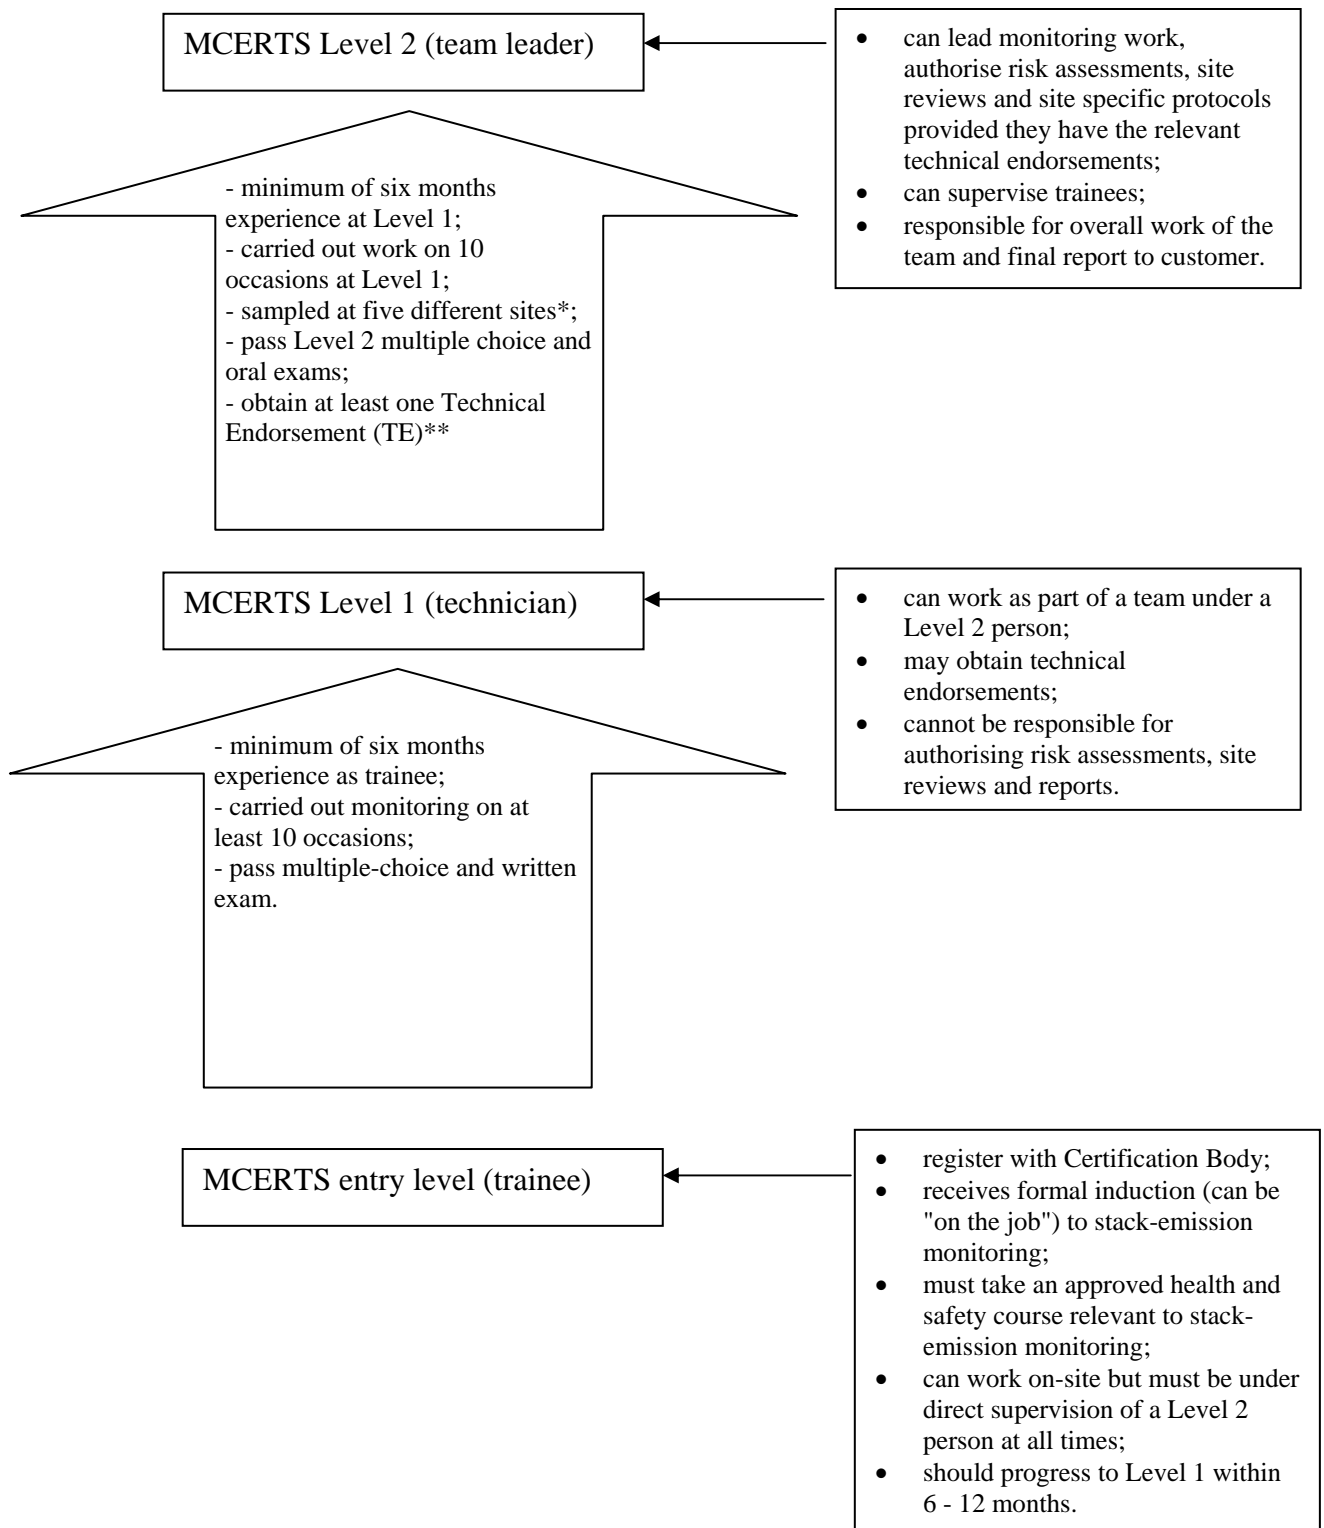 MCERTS Level 2 (team leader)
• can lead monitoring work,
authorise risk assessments, site
reviews and site specific protocols
provided they have the relevant
technical endorsements;
• can supervise trainees;
• responsible for overall work of the
team and final report to customer.
- minimum of six months
experience at Level 1;
- carried out work on 10
occasions at Level 1;
- sampled at five different sites*;
- pass Level 2 multiple choice and
oral exams;
- obtain at least one Technical
Endorsement (TE)**
MCERTS Level 1 (technician)
• can work as part of a team under a
Level 2 person;
• may obtain technical
endorsements;
• cannot be responsible for
authorising risk assessments, site
reviews and reports.
- minimum of six months
experience as trainee;
- carried out monitoring on at
least 10 occasions;
- pass multiple-choice and written
exam.
MCERTS entry level (trainee)
• register with Certification Body;
• receives formal induction (can be
"on the job") to stack-emission
monitoring;
• must take an approved health and
safety course relevant to stack-
emission monitoring;
• can work on-site but must be under
direct supervision of a Level 2
person at all times;
• should progress to Level 1 within
6 - 12 months.